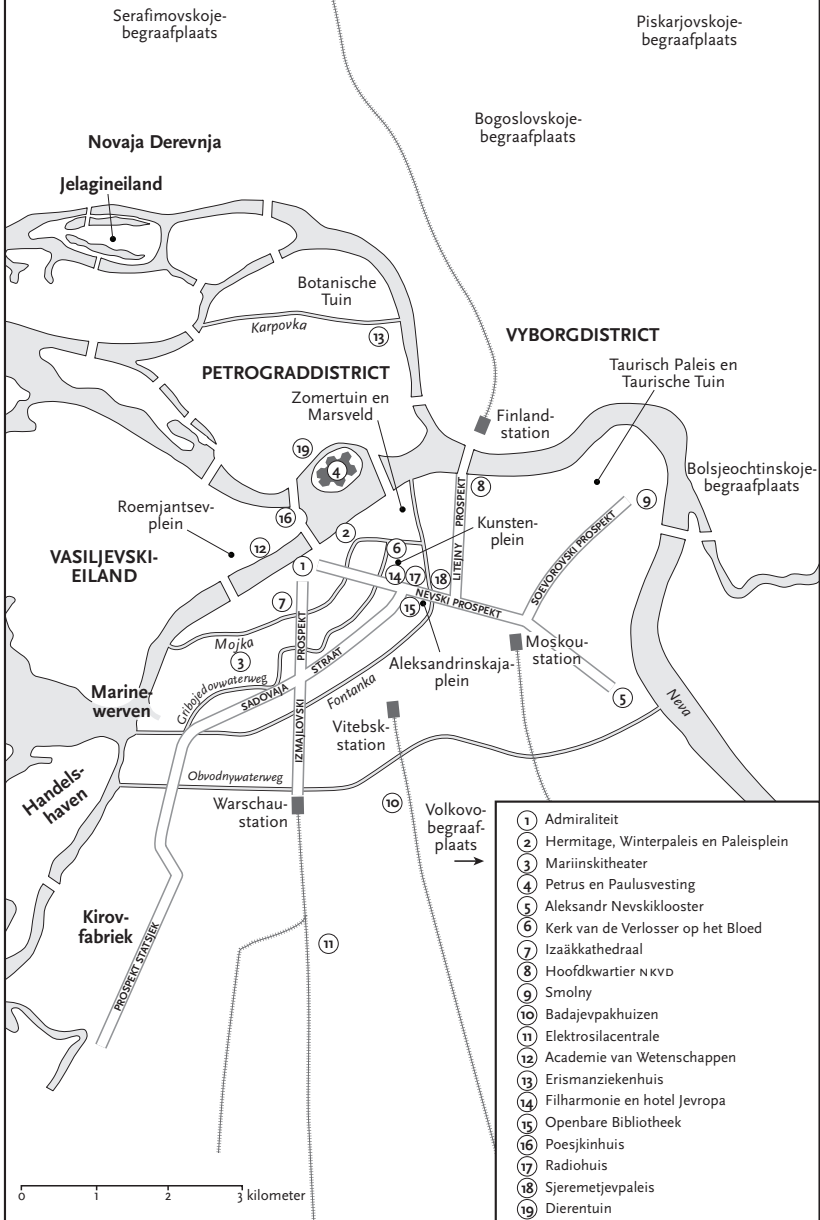 Serafimovskoje-
begraafplaats
Piskarjovskoje-
begraafplaats
Bogoslovskoje-
begraafplaats
Novaja Derevnja
Jelagineiland
Botanische
Tuin
Karpovka
13
VYBORGDISTRICT
PETROGRADDISTRICT
Taurisch Paleis en
Taurische Tuin
Zomertuin en
Marsveld
Finland-
station
19
4
Bolsjeochtinskoje-
begraafplaats
8
9
Roemjantsev-
plein
16
2
Kunsten-
plein
LITEJNY PROSPEKT
SOEVOROVSKI PROSPEKT
12
6
VASILJEVSKI-
EILAND
1
14
17
18
NEVSKI PROSPEKT
7
15
Mojka
3
Aleksandrinskaja-
plein
Moskou-
station
Gribojedovwaterweg
SADOVAJA STRAAT
IZMAJLOVSKI PROSPEKT
Fontanka
5
Neva
Marine-
werven
Vitebsk-
station
Handels-
haven
Obvodnywaterweg
Warschau-
station
10
Volkovo-
begraaf-
plaats
Kirov-
fabriek
PROSPEKT STATSJEK
11
1 Admiraliteit
2 Hermitage, Winterpaleis en Paleisplein
3 Mariinskitheater
4 Petrus en Paulusvesting
5 Aleksandr Nevskiklooster
6 Kerk van de Verlosser op het Bloed
7 Izaäkkathedraal
8 Hoofdkwartier NKVD
9 Smolny
10 Badajevpakhuizen
11 Elektrosilacentrale
12 Academie van Wetenschappen
13 Erismanziekenhuis
14 Filharmonie en hotel Jevropa
15 Openbare Bibliotheek
16 Poesjkinhuis
17 Radiohuis
18 Sjeremetjevpaleis
19 Dierentuin
0 1 2 3 kilometer